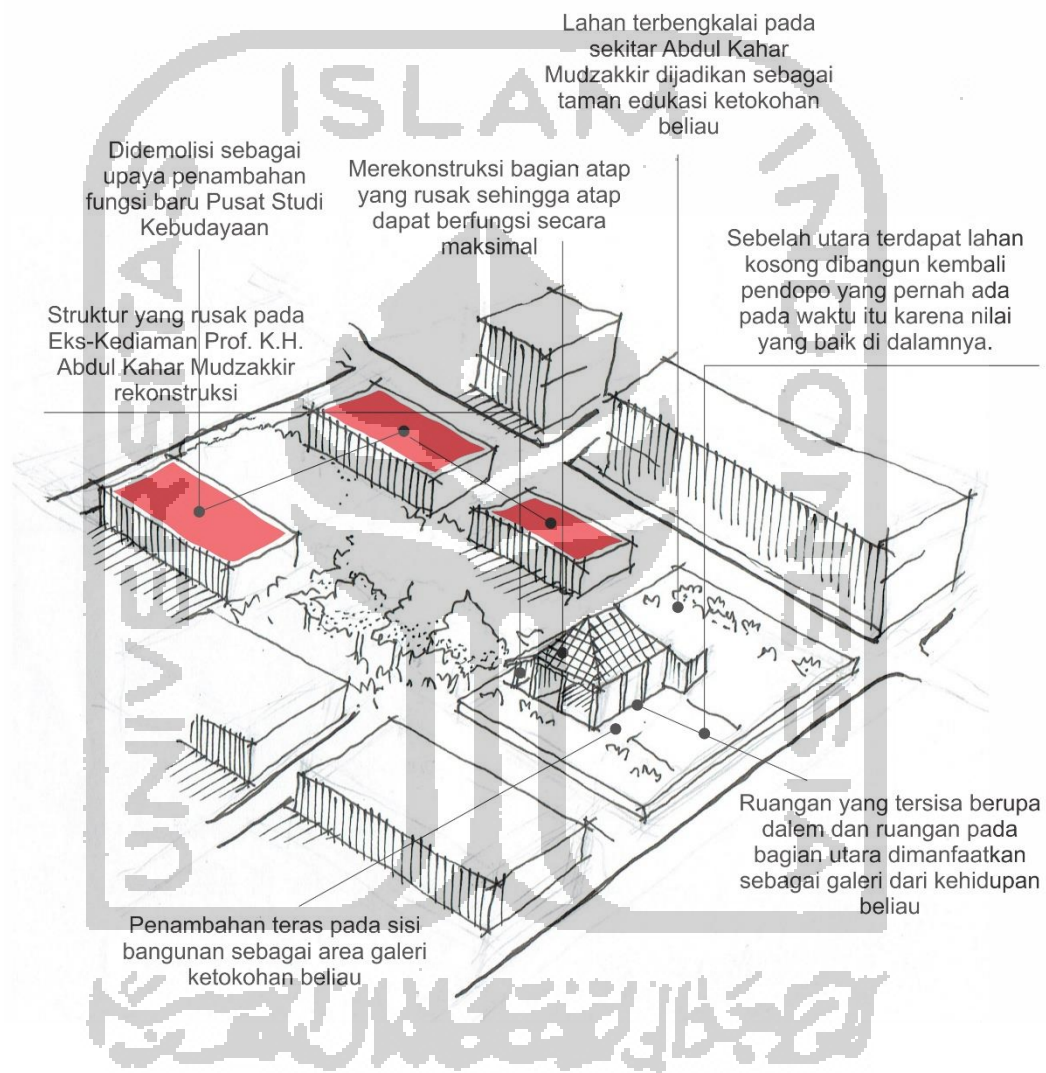 Lahan terbengkalai pada
sekitar Abdul Kahar
Mudzakkir dijadikan sebagai
taman edukasi ketokohan
beliau
Didemolisi sebagai
upaya penambahan
fungsi baru Pusat Studi
Kebudayaan
Merekonstruksi bagian atap
yang rusak sehingga atap
dapat berfungsi secara
maksimal
Sebelah utara terdapat lahan
kosong dibangun kembali
pendopo yang pernah ada
pada waktu itu karena nilai
yang baik di dalamnya.
Struktur yang rusak pada
Eks-Kediaman Prof. K.H.
Abdul Kahar Mudzakkir
rekonstruksi
Ruangan yang tersisa berupa
dalem dan ruangan pada
bagian utara dimanfaatkan
sebagai galeri dari kehidupan
beliau
Penambahan teras pada sisi
bangunan sebagai area galeri
ketokohan beliau
UNIVERSITAS
ISLAM
INDONESIA